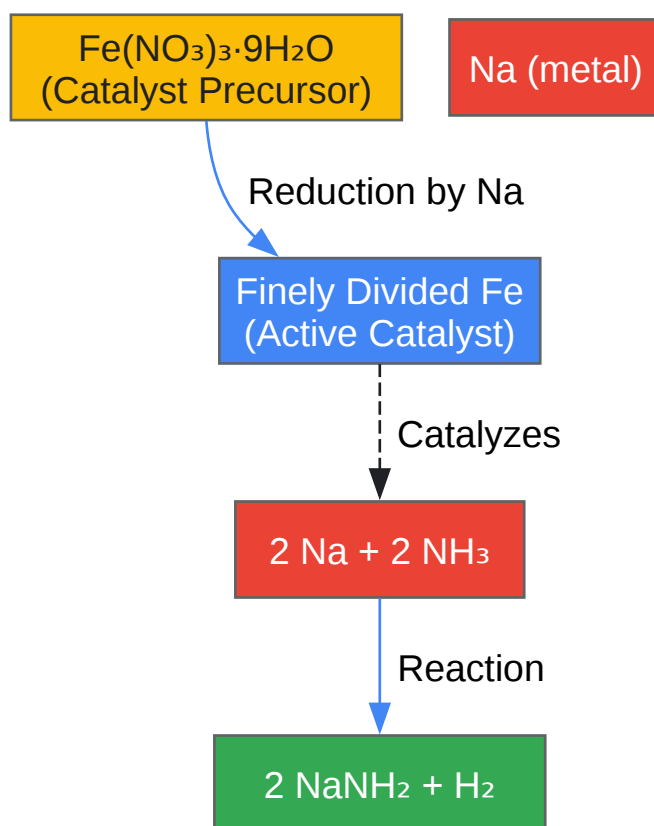 Fe(NO₃)₃·9H₂O
(Catalyst Precursor)
Na (metal)
Reduction by Na
Finely Divided Fe
(Active Catalyst)
Catalyzes
2 Na + 2 NH₃
Reaction
2 NaNH₂ + H₂